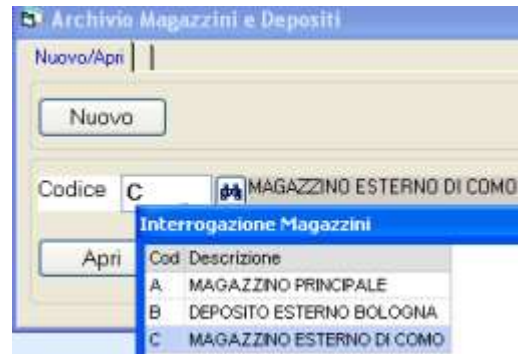 Archivio Magazzini e Depositi
Nuovo/Apri
Nuovo
Codice C MAGAZZINO ESTERNO DI COMO
Interrogazione Magazzini
Apri
Cod Descrizione
A MAGAZZINO PRINCIPALE
B DEPOSITO ESTERNO BOLOGNA
C MAGAZZINO ESTERNO DI COMO